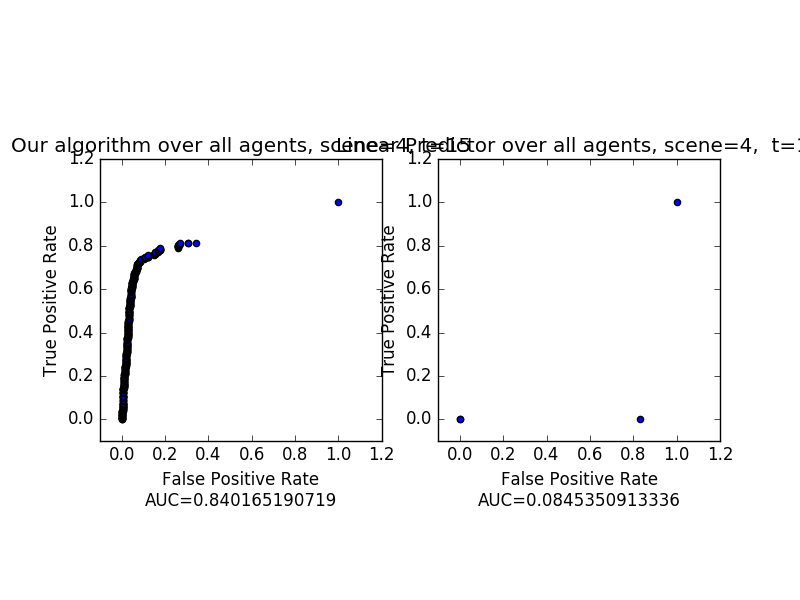 Our algorithm over all agents, scene=4, t=15
Linear Predictor over all agents, scene=4, t=1
True Positive Rate
1.2
1.0
0.8
0.6
0.4
0.2
0.0
0.0 0.2 0.4 0.6 0.8 1.0 1.2
False Positive Rate
AUC=0.840165190719
True Positive Rate
1.2
1.0
0.8
0.6
0.4
0.2
0.0
0.0 0.2 0.4 0.6 0.8 1.0 1.2
False Positive Rate
AUC=0.0845350913336